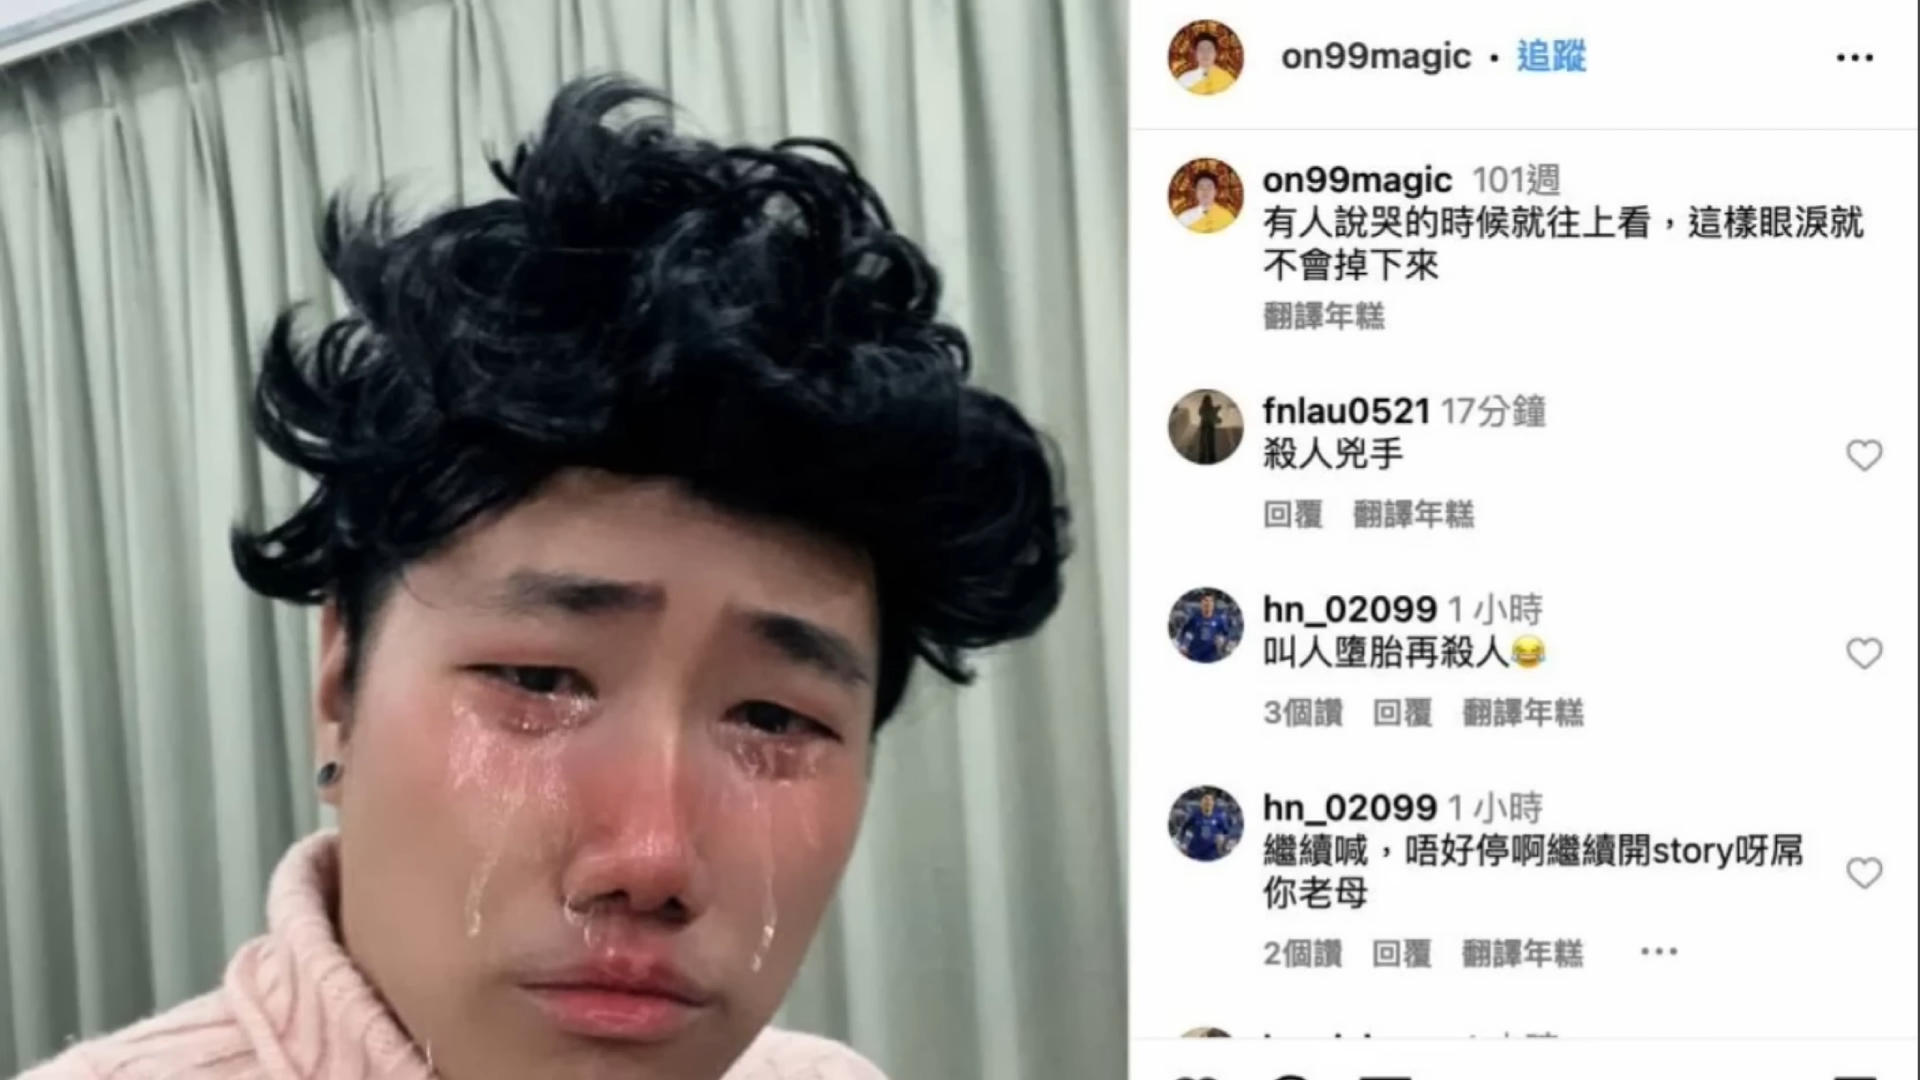 on99magic • 追蹤
on99magic 101週
有人說哭的時候就往上看，這樣眼淚就
不會掉下來
翻譯年糕
fnlau0521 17分鐘
殺人兇手
回覆 翻譯年糕
hn_02099 1 小時
叫人墮胎再殺人😂
3個讚 回覆 翻譯年糕
hn_02099 1 小時
繼續喊，唔好停啊繼續開story呀屌
你老母
2個讚 回覆 翻譯年糕